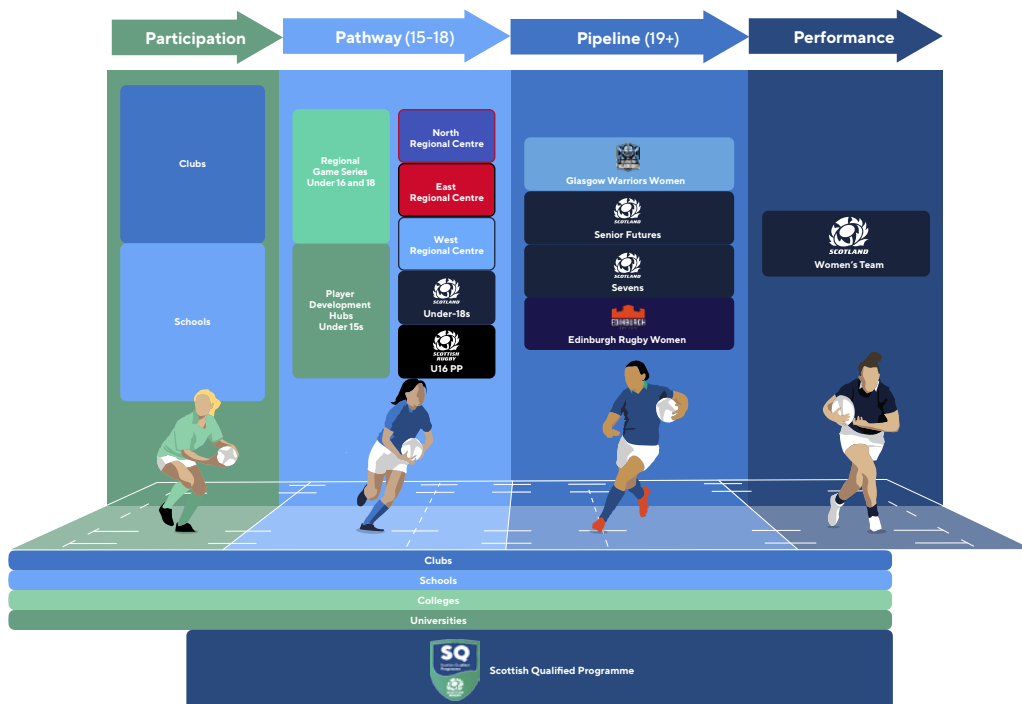 Participation
Pathway (15-18)
Pipeline (19+)
Performance
Clubs
Schools
Regional
Game Series
Under 16 and 18
Player
Development
Hubs
Under 15s
North
Regional Centre
East
Regional Centre
West
Regional Centre
SCOTLAND
Under-18s
SCOTTISH
RUGBY
U16 PP
Glasgow Warriors Women
SCOTLAND
Senior Futures
SCOTLAND
Sevens
EDINBURGH
Edinburgh Rugby Women
SCOTLAND
Women's Team
Clubs
Schools
Colleges
Universities
SQ
Scottish Qualified
Programme
Scottish Qualified Programme